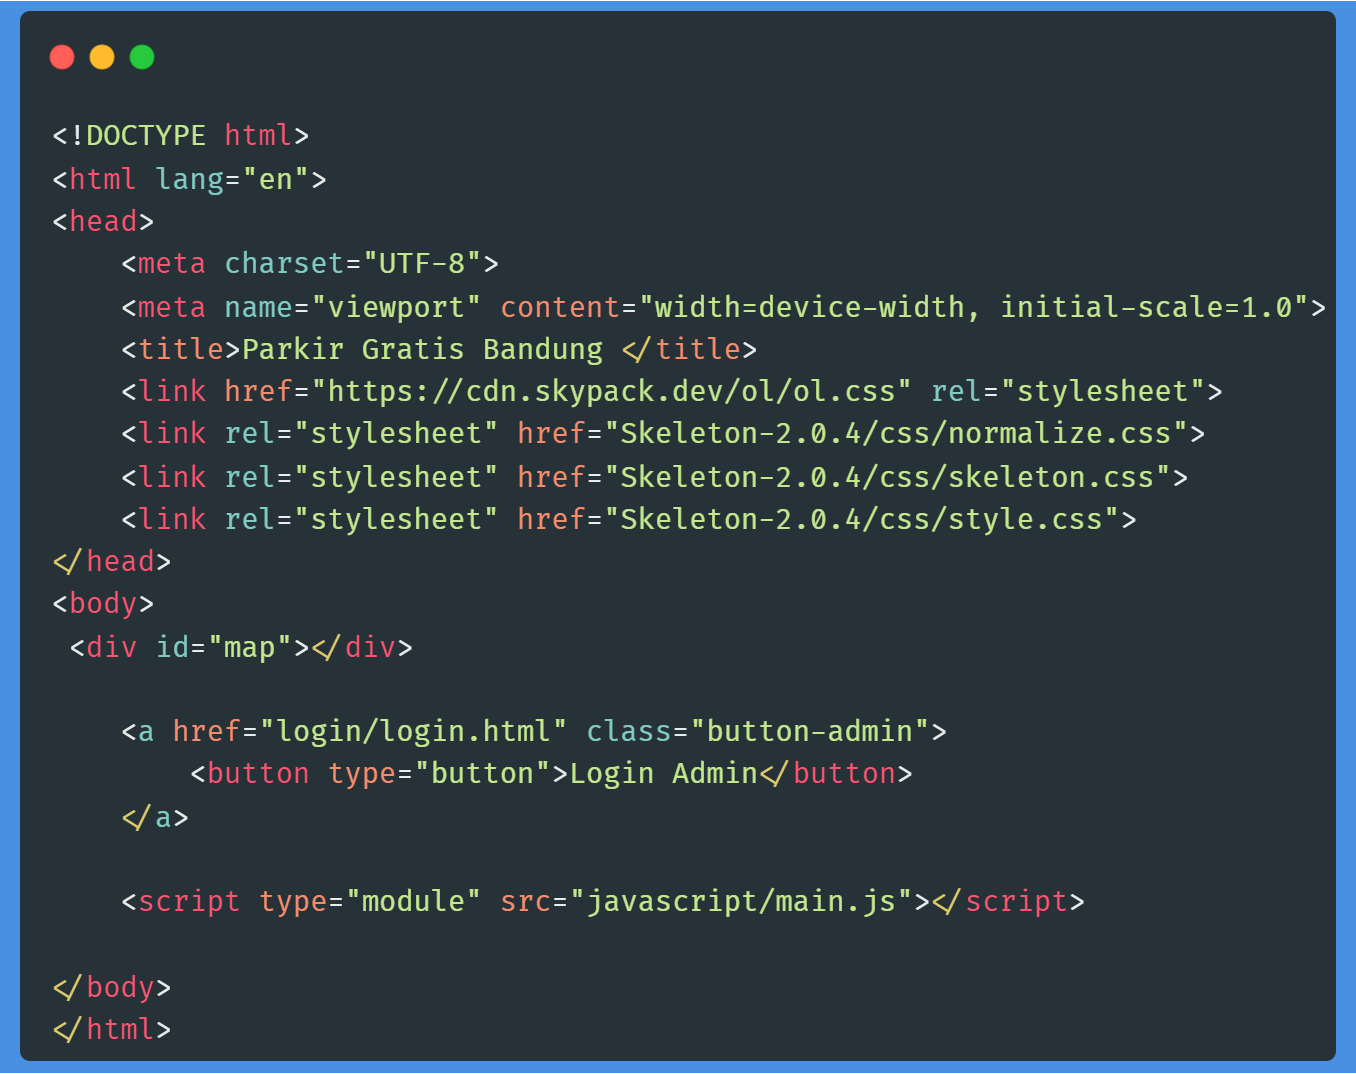 <!DOCTYPE html>
<html lang="en">
<head>
    <meta charset="UTF-8">
    <meta name="viewport" content="width=device-width, initial-scale=1.0">
    <title>Parkir Gratis Bandung </title>
    <link href="https://cdn.skypack.dev/ol/ol.css" rel="stylesheet">
    <link rel="stylesheet" href="Skeleton-2.0.4/css/normalize.css">
    <link rel="stylesheet" href="Skeleton-2.0.4/css/skeleton.css">
    <link rel="stylesheet" href="Skeleton-2.0.4/css/style.css">
</head>
<body>
 <div id="map"></div>

    <a href="login/login.html" class="button-admin">
        <button type="button">Login Admin</button>
    </a>

    <script type="module" src="javascript/main.js"></script>

</body>
</html>